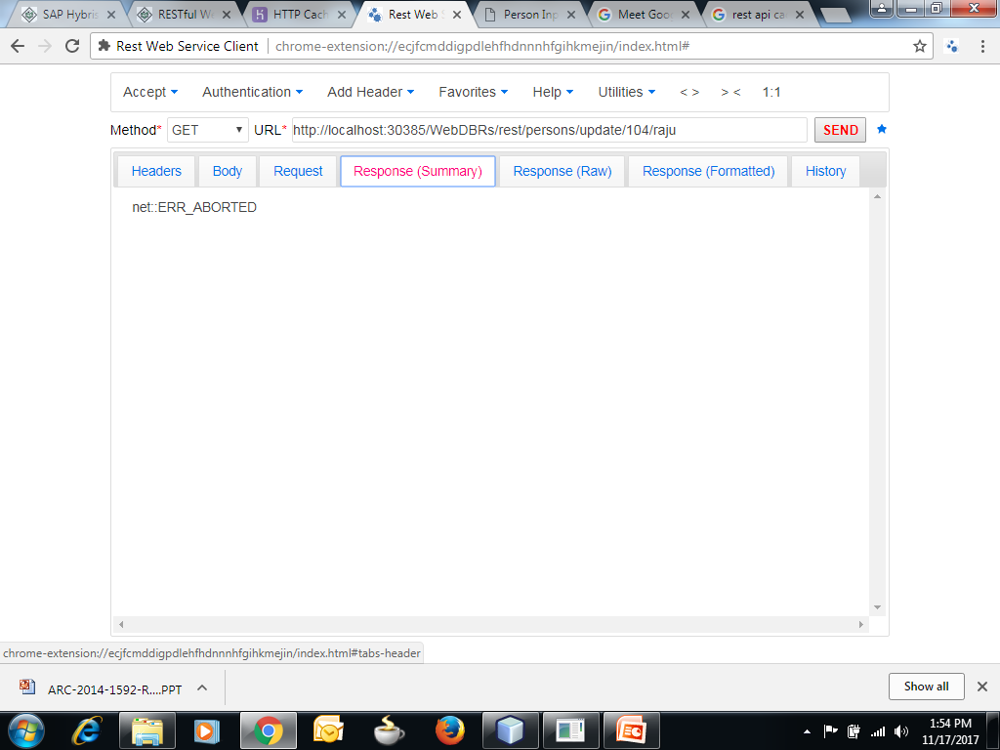 SAP Hybris
RESTful We
HTTP Cach
Rest Web S
Person Inp
Meet Goo
rest api ca
Rest Web Service Client
chrome-extension://ecjfcmddigpdlehfhdnnnhfgihkmejin/index.html#
Accept Authentication Add Header Favorites Help Utilities < > > < 1:1
Method* GET URL* http://localhost:30385/WebDBRs/rest/persons/update/104/raju SEND
Headers Body Request Response (Summary) Response (Raw) Response (Formatted) History
net::ERR_ABORTED
chrome-extension://ecjfcmddigpdlehfhdnnnhfgihkmejin/index.html#tabs-header
ARC-2014-1592-R....PPT Show all
1:54 PM
11/17/2017